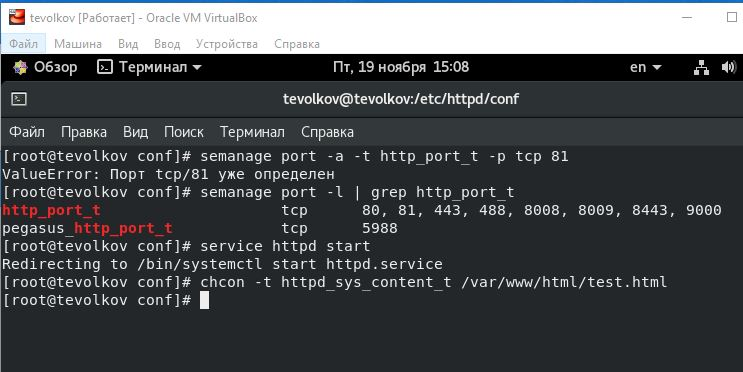 tevolkov [Работает] - Oracle VM VirtualBox
Файл Машина Вид Ввод Устройства Справка
Обзор Терминал Пт, 19 ноября 15:08 en
tevolkov@tevolkov:/etc/httpd/conf
Файл Правка Вид Поиск Терминал Справка
[root@tevolkov conf]# semanage port -a -t http_port_t -p tcp 81
ValueError: Порт tcp/81 уже определен
[root@tevolkov conf]# semanage port -l | grep http_port_t
http_port_t tcp 80, 81, 443, 488, 8008, 8009, 8443, 9000
pegasus_http_port_t tcp 5988
[root@tevolkov conf]# service httpd start
Redirecting to /bin/systemctl start httpd.service
[root@tevolkov conf]# chcon -t httpd_sys_content_t /var/www/html/test.html
[root@tevolkov conf]#